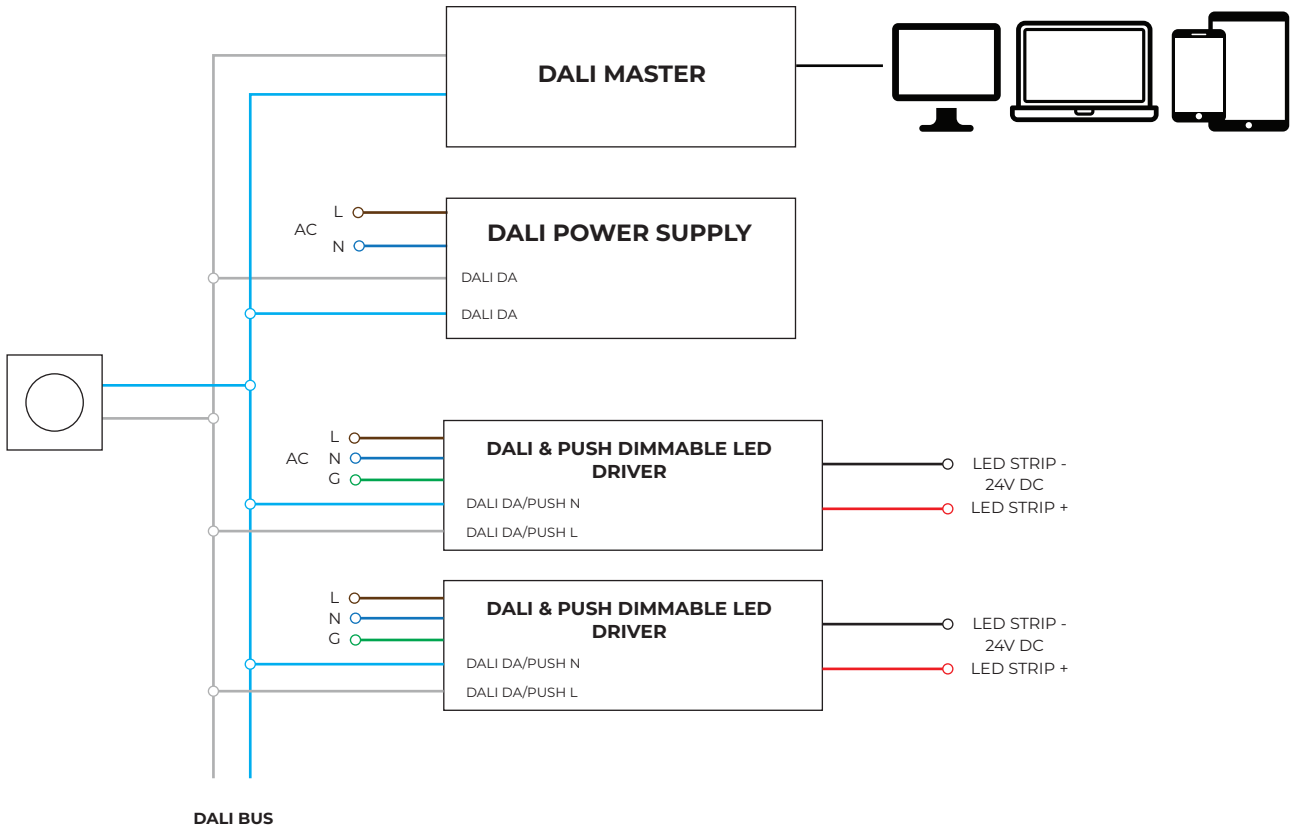 DALI MASTER
L
AC
N
DALI POWER SUPPLY
DALI DA
DALI DA
L
AC N
G
DALI & PUSH DIMMABLE LED
DRIVER
DALI DA/PUSH N
DALI DA/PUSH L
LED STRIP -
24V DC
LED STRIP +
L
N
G
DALI & PUSH DIMMABLE LED
DRIVER
DALI DA/PUSH N
DALI DA/PUSH L
LED STRIP -
24V DC
LED STRIP +
DALI BUS